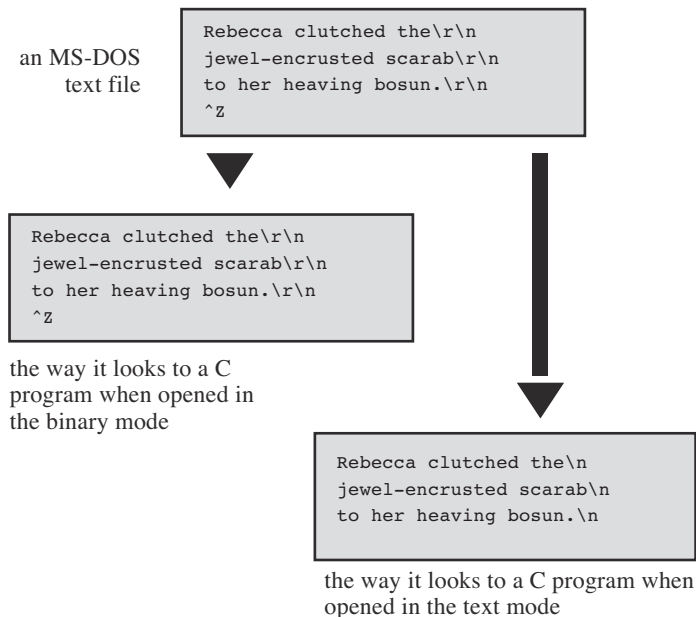 an MS-DOS
text file
Rebecca clutched the\r\n
jewel-encrusted scarab\r\n
to her heaving bosun.\r\n
^Z
Rebecca clutched the\r\n
jewel-encrusted scarab\r\n
to her heaving bosun.\r\n
^Z
the way it looks to a C
program when opened in
the binary mode
Rebecca clutched the\n
jewel-encrusted scarab\n
to her heaving bosun.\n
the way it looks to a C program when
opened in the text mode